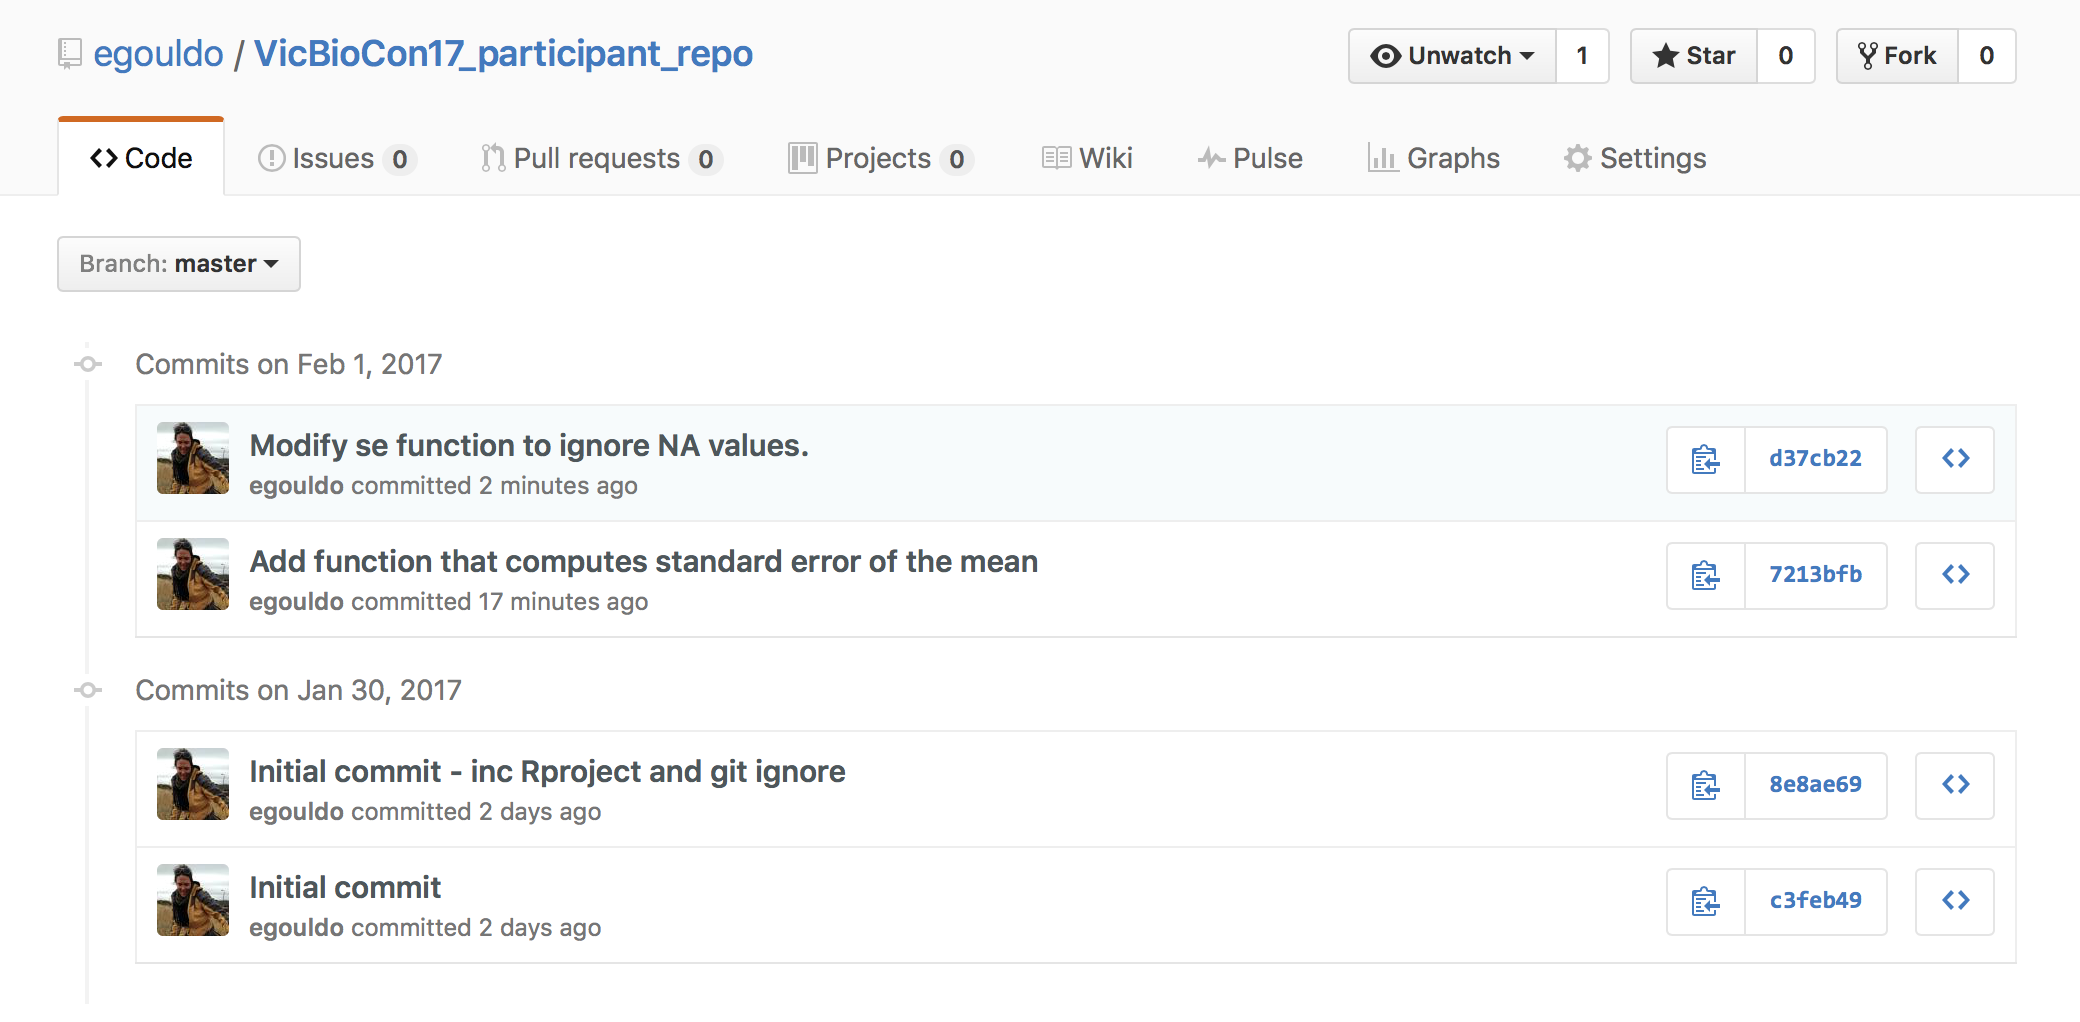 egouldo / VicBioCon17_participant_repo
Unwatch 1 Star 0 Fork 0
Code Issues 0 Pull requests 0 Projects 0 Wiki Pulse Graphs Settings
Branch: master
Commits on Feb 1, 2017
Modify se function to ignore NA values.
egouldo committed 2 minutes ago
d37cb22
Add function that computes standard error of the mean
egouldo committed 17 minutes ago
7213bfb
Commits on Jan 30, 2017
Initial commit - inc Rproject and git ignore
egouldo committed 2 days ago
8e8ae69
Initial commit
egouldo committed 2 days ago
c3feb49